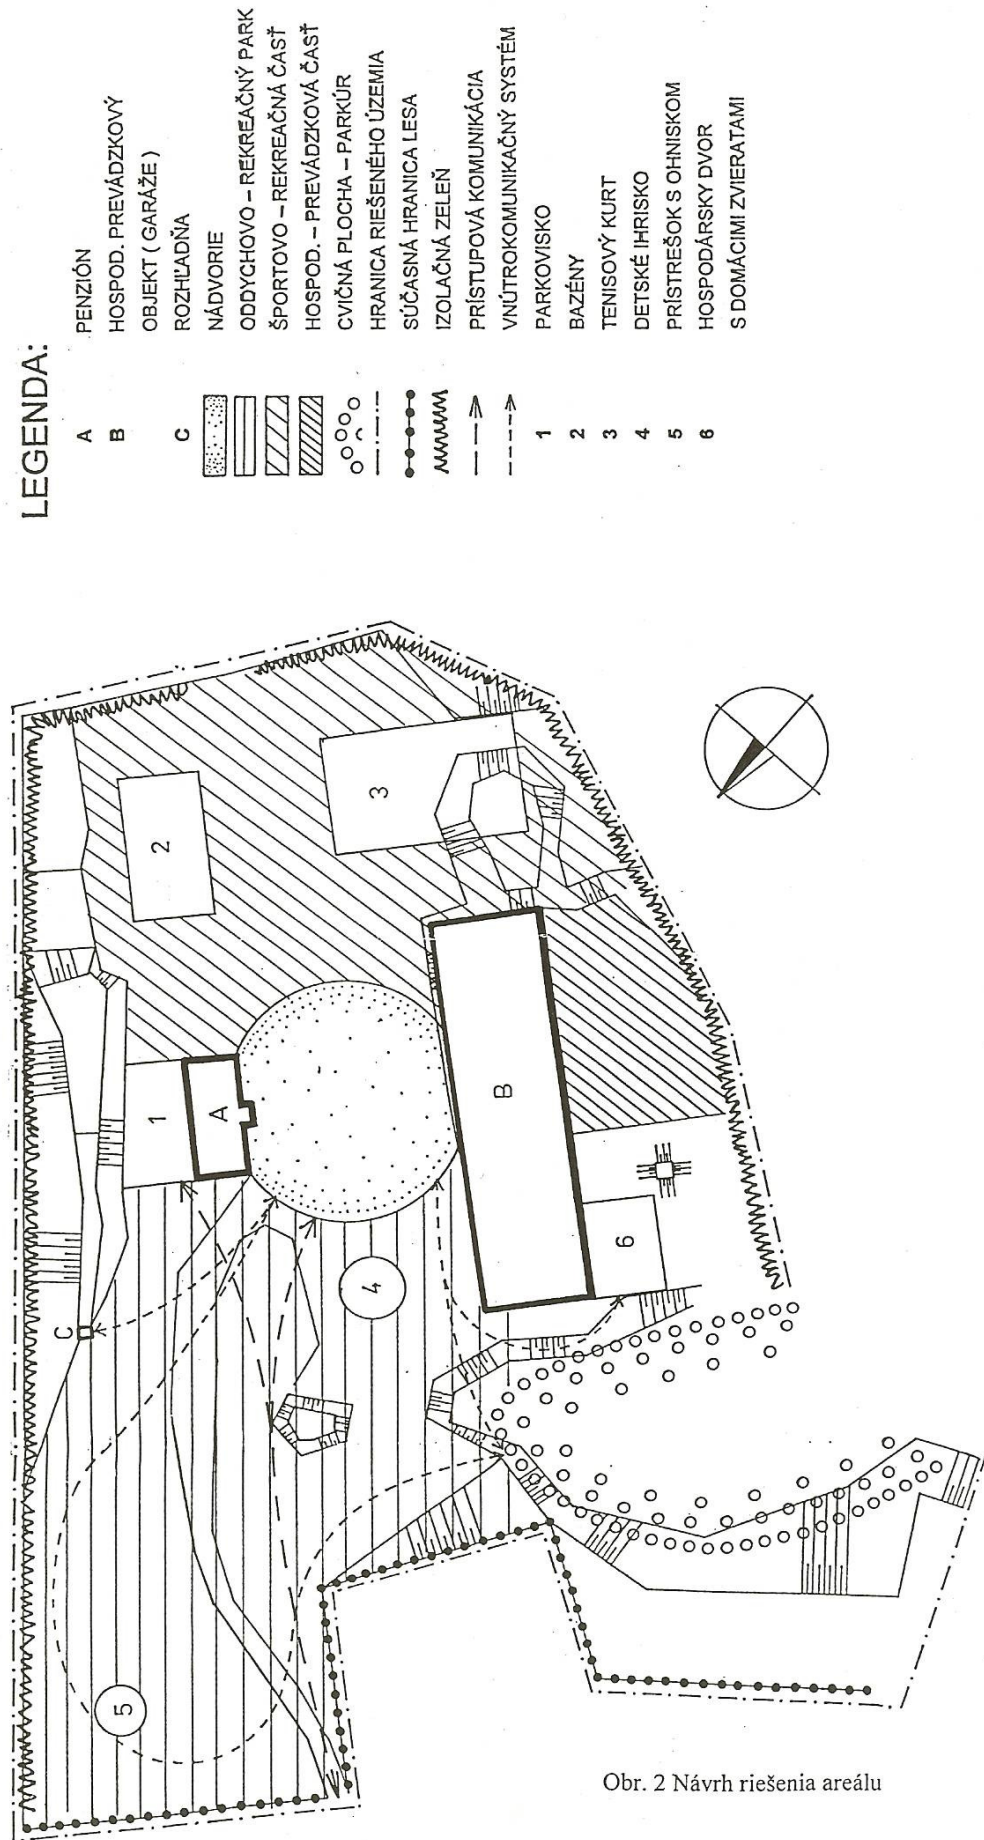 LEGENDA:
A PENZIÓN
B HOSPOD. PREVÁDZKOVÝ
OBJEKT ( GARÁŽE )
C ROZHĽADŇA
NÁDVORIE
ODDYCHOVO – REKREAČNÝ PARK
ŠPORTOVO – REKREAČNÁ ČASŤ
HOSPOD. – PREVÁDZKOVÁ ČASŤ
CVIČNÁ PLOCHA – PARKÚR
HRANICA RIEŠENÉHO ÚZEMIA
SÚČASNÁ HRANICA LESA
IZOLAČNÁ ZELEŇ
PRÍSTUPOVÁ KOMUNIKÁCIA
VNÚTROKOMUNIKAČNÝ SYSTÉM
1 PARKOVISKO
2 BAZÉNY
3 TENISOVÝ KURT
4 DETSKÉ IHRISKO
5 PRÍSTREŠOK S OHNISKOM
6 HOSPODÁRSKY DVOR
S DOMÁCIMI ZVIERATAMI
2
3
1
A
B
C
4
6
5
Obr. 2 Návrh riešenia areálu